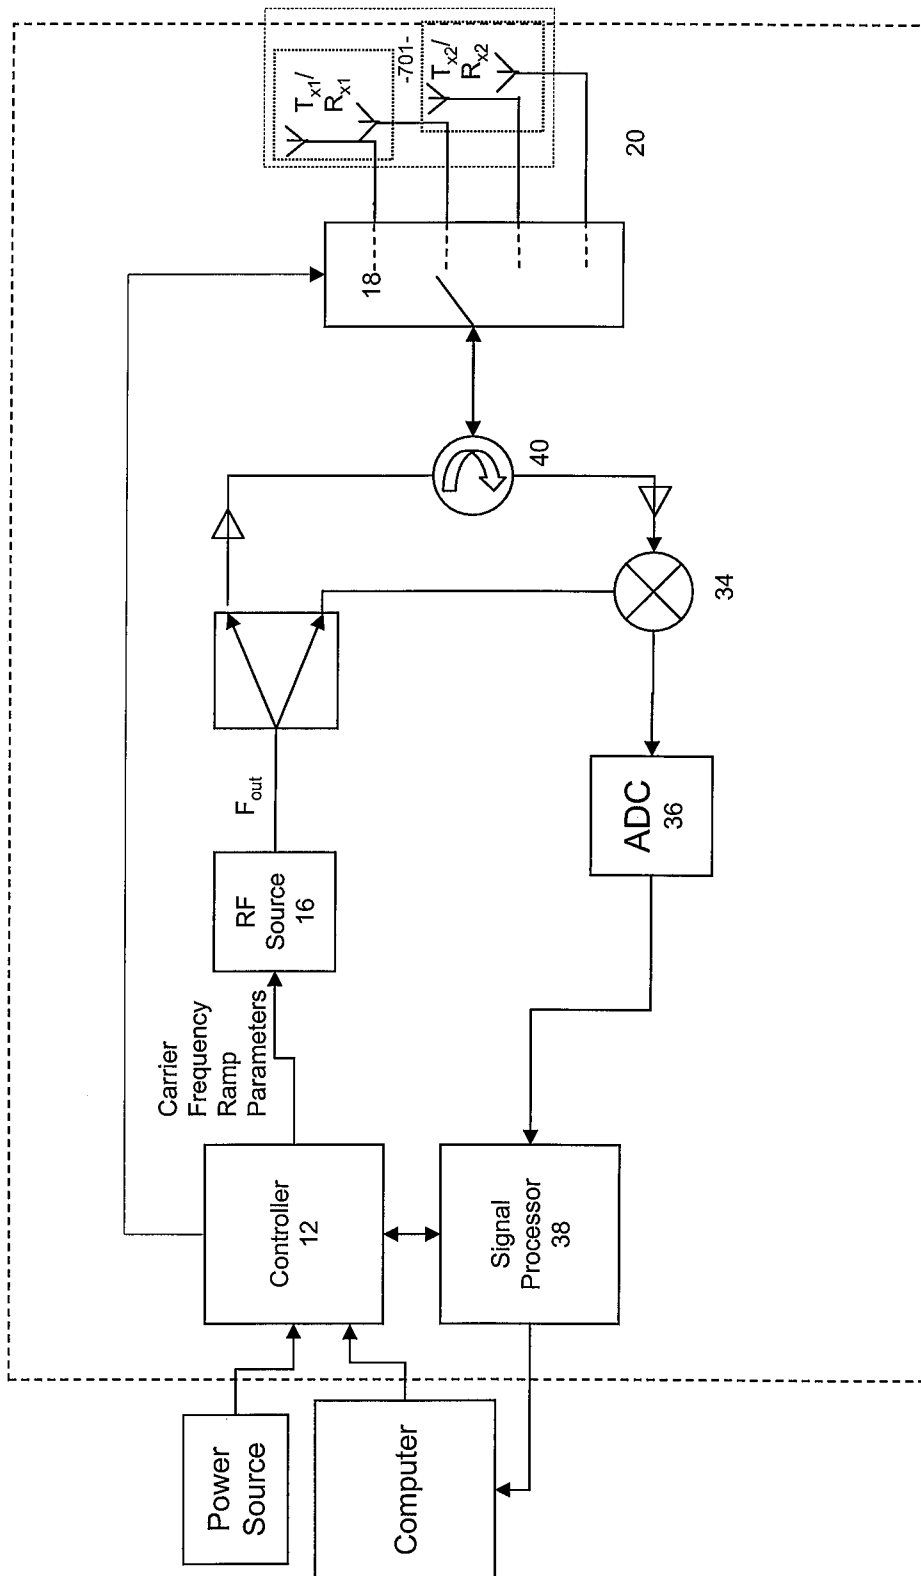 Power
Source
Computer
Controller
12
Signal
Processor
38
Carrier
Frequency
Ramp
Parameters
RF
Source
16
F_out
ADC
36
34
40
18
20
T_x1/
R_x1
-701-
T_x2/
R_x2